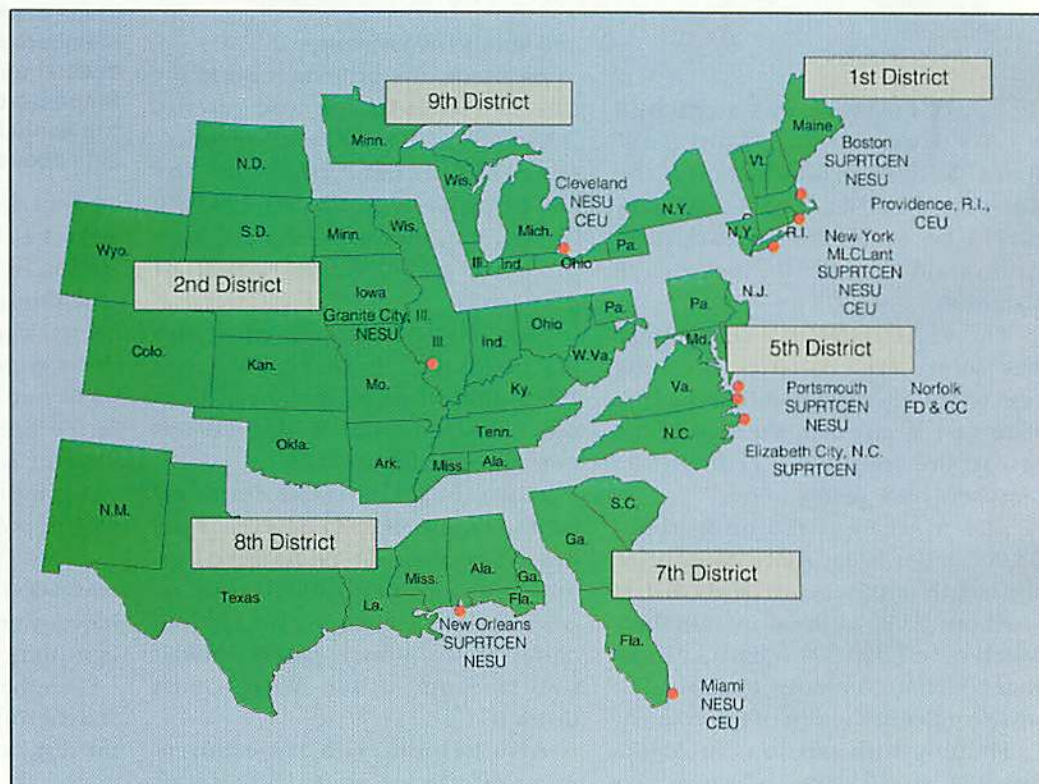 9th District
1st District
Minn.
Wis.
Mich.
Cleveland
NESU
CEU
N.Y.
Pa.
Ill.
Ind.
Ohio
Maine
Vt.
Boston
SUPRTCEN
NESU
Providence, R.I.,
CEU
N.Y.
R.I.
New York
MLCLant
SUPRTCEN
NESU
CEU
N.D.
S.D.
Minn.
Wis.
Wyo.
2nd District
Iowa
Granite City, Ill.
NESU
Ill.
Ind.
Ohio
Pa.
W.Va.
Colo.
Kan.
Mo.
Ky.
Okla.
Ark.
Tenn.
Miss.
Ala.
Pa.
N.J.
Md.
5th District
Va.
Portsmouth
SUPRTCEN
NESU
Norfolk
FD & CC
N.C.
Elizabeth City, N.C.
SUPRTCEN
N.M.
8th District
Texas
La.
Miss.
Ala.
Ga.
Fla.
New Orleans
SUPRTCEN
NESU
S.C.
Ga.
7th District
Fla.
Miami
NESU
CEU